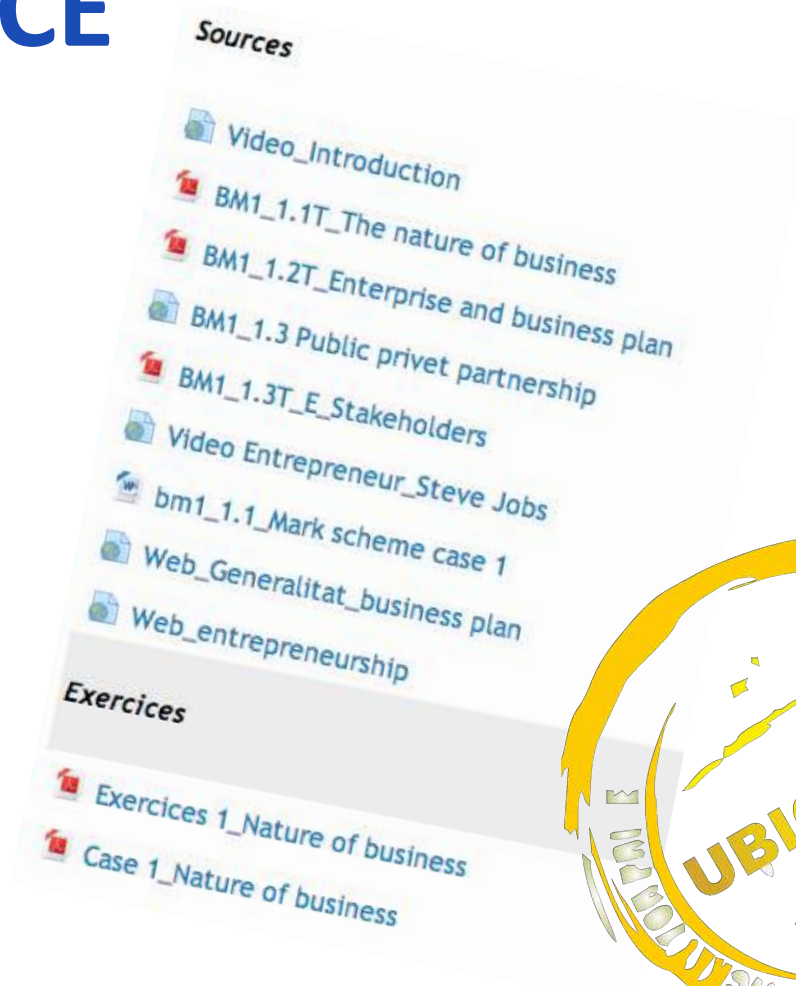 CE
Sources
Video_Introduction
BM1_1.1T_The nature of business
BM1_1.2T_Enterprise and business plan
BM1_1.3 Public privet partnership
BM1_1.3T_E_Stakeholders
Video Entrepreneur_Steve Jobs
bm1_1.1_Mark scheme case 1
Web_Generalitat_business plan
Web_entrepreneurship
Exercices
Exercices 1_Nature of business
Case 1_Nature of business